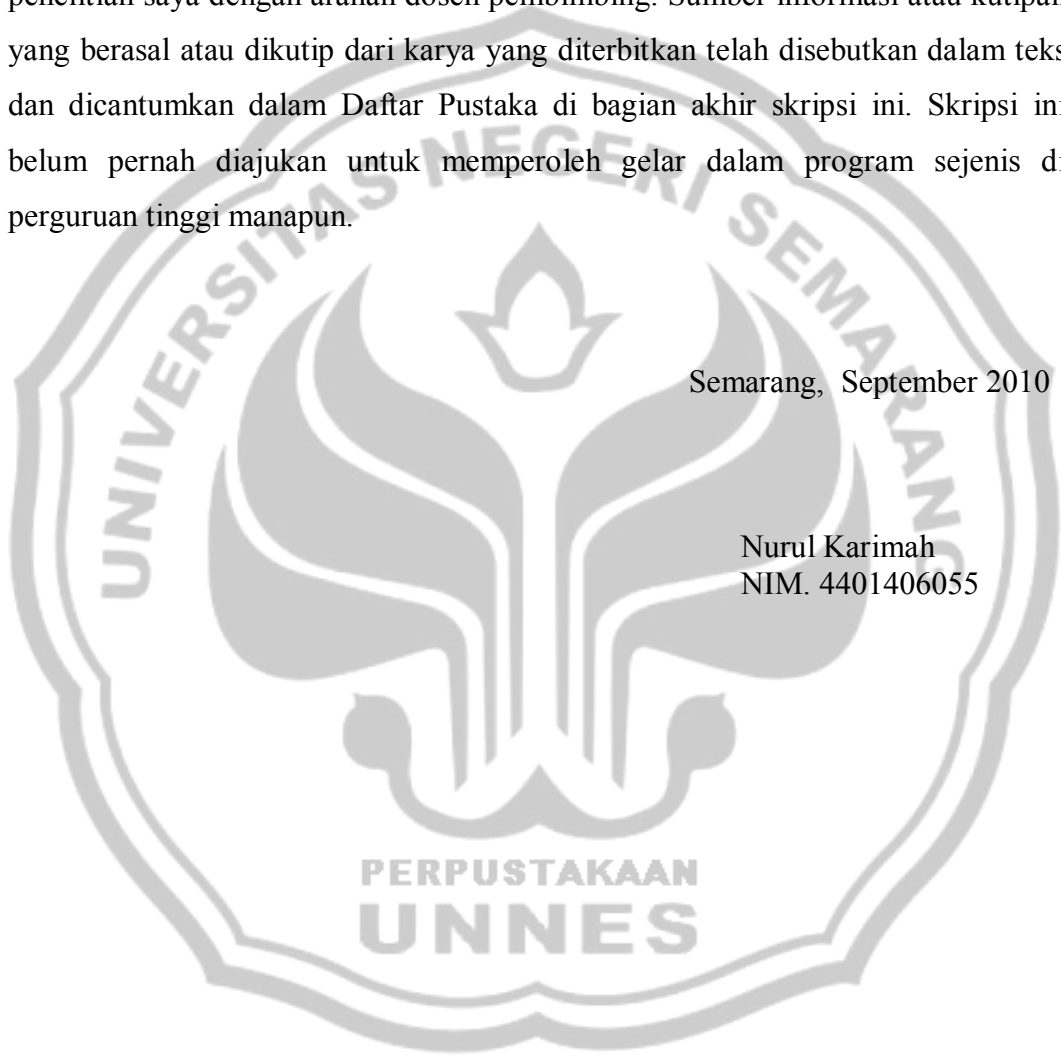 penelitian saya dengan arahan dosen pembimbing. Sumber informasi atau kutipan
yang berasal atau dikutip dari karya yang diterbitkan telah disebutkan dalam teks
dan dicantumkan dalam Daftar Pustaka di bagian akhir skripsi ini. Skripsi ini
belum pernah diajukan untuk memperoleh gelar dalam program sejenis di
perguruan tinggi manapun.
UNIVERSITAS NEGERI SEMARANG
Semarang, September 2010
Nurul Karimah
NIM. 4401406055
PERPUSTAKAAN
UNNES